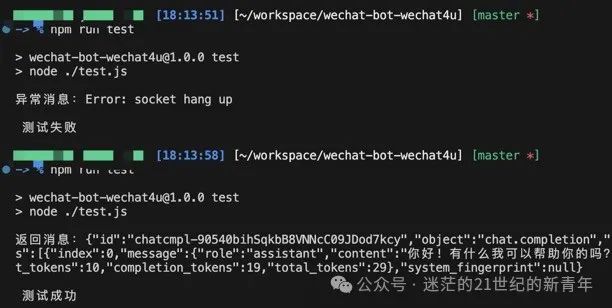 [18:13:51] [~/workspace/wechat-bot-wechat4u] [master *]
-> % npm run test
> wechat-bot-wechat4u@1.0.0 test
> node ./test.js
异常消息：Error: socket hang up
测试失败
[18:13:58] [~/workspace/wechat-bot-wechat4u] [master *]
-> % npm run test
> wechat-bot-wechat4u@1.0.0 test
> node ./test.js
返回消息：{"id":"chatcmpl-90540bihSqkbB8VNNcC09JDod7kcy","object":"chat.completion","
s":[{"index":0,"message":{"role":"assistant","content":"你好！有什么我可以帮助你的吗？
t_tokens":10,"completion_tokens":19,"total_tokens":29},"system_fingerprint":null}
测试成功
公众号 · 迷茫的21世纪的新青年